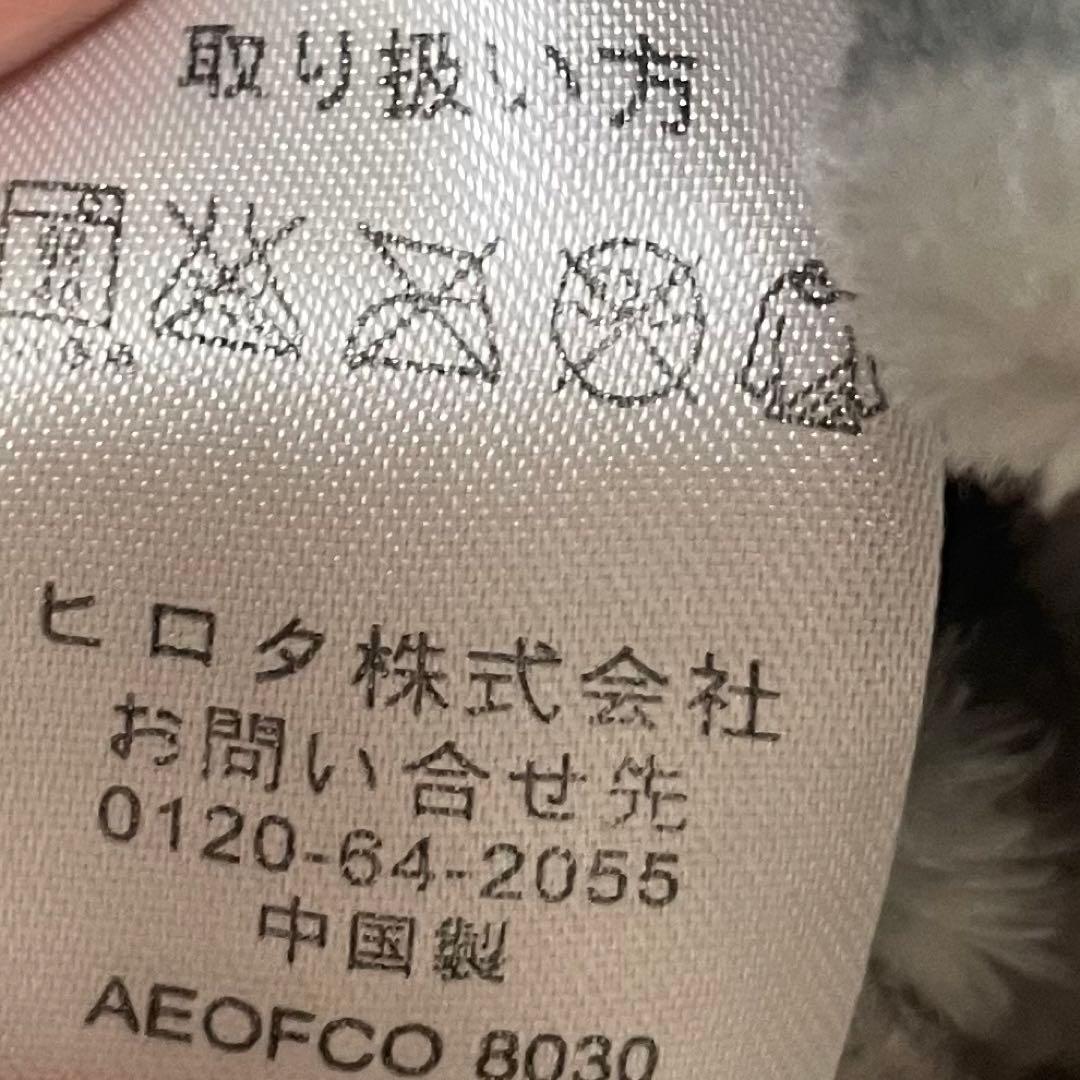 取り扱い方
ヒロタ株式会社
お問い合せ先
0120-64-2055
中国製
AEOFCO 8030